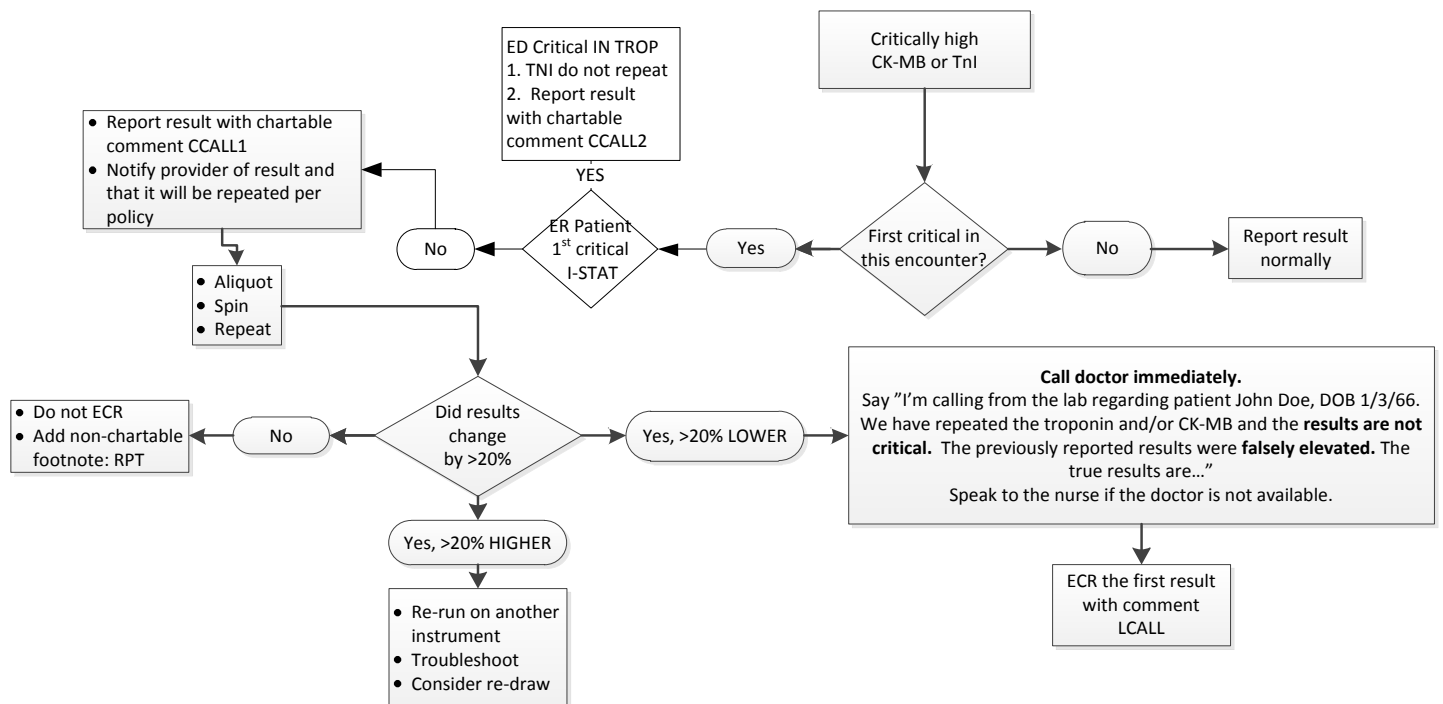 Critically high
CK-MB or TnI
First critical in
this encounter?
No
Report result
normally
Yes
ER Patient
1st critical
I-STAT
YES
ED Critical IN TROP
1. TNI do not repeat
2. Report result
with chartable
comment CCALL2
No
• Report result with chartable
comment CCALL1
• Notify provider of result and
that it will be repeated per
policy
• Aliquot
• Spin
• Repeat
Did results
change
by >20%
No
• Do not ECR
• Add non-chartable
footnote: RPT
Yes, >20% LOWER
Call doctor immediately.
Say ”I’m calling from the lab regarding patient John Doe, DOB 1/3/66.
We have repeated the troponin and/or CK-MB and the results are not
critical. The previously reported results were falsely elevated. The
true results are…”
Speak to the nurse if the doctor is not available.
ECR the first result
with comment
LCALL
Yes, >20% HIGHER
• Re-run on another
instrument
• Troubleshoot
• Consider re-draw